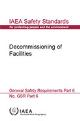 IAEA Safety Standards
for protecting people and the environment
Decommissioning of
Facilities
General Safety Requirements Part 6
No. GSR Part 6
IAEA